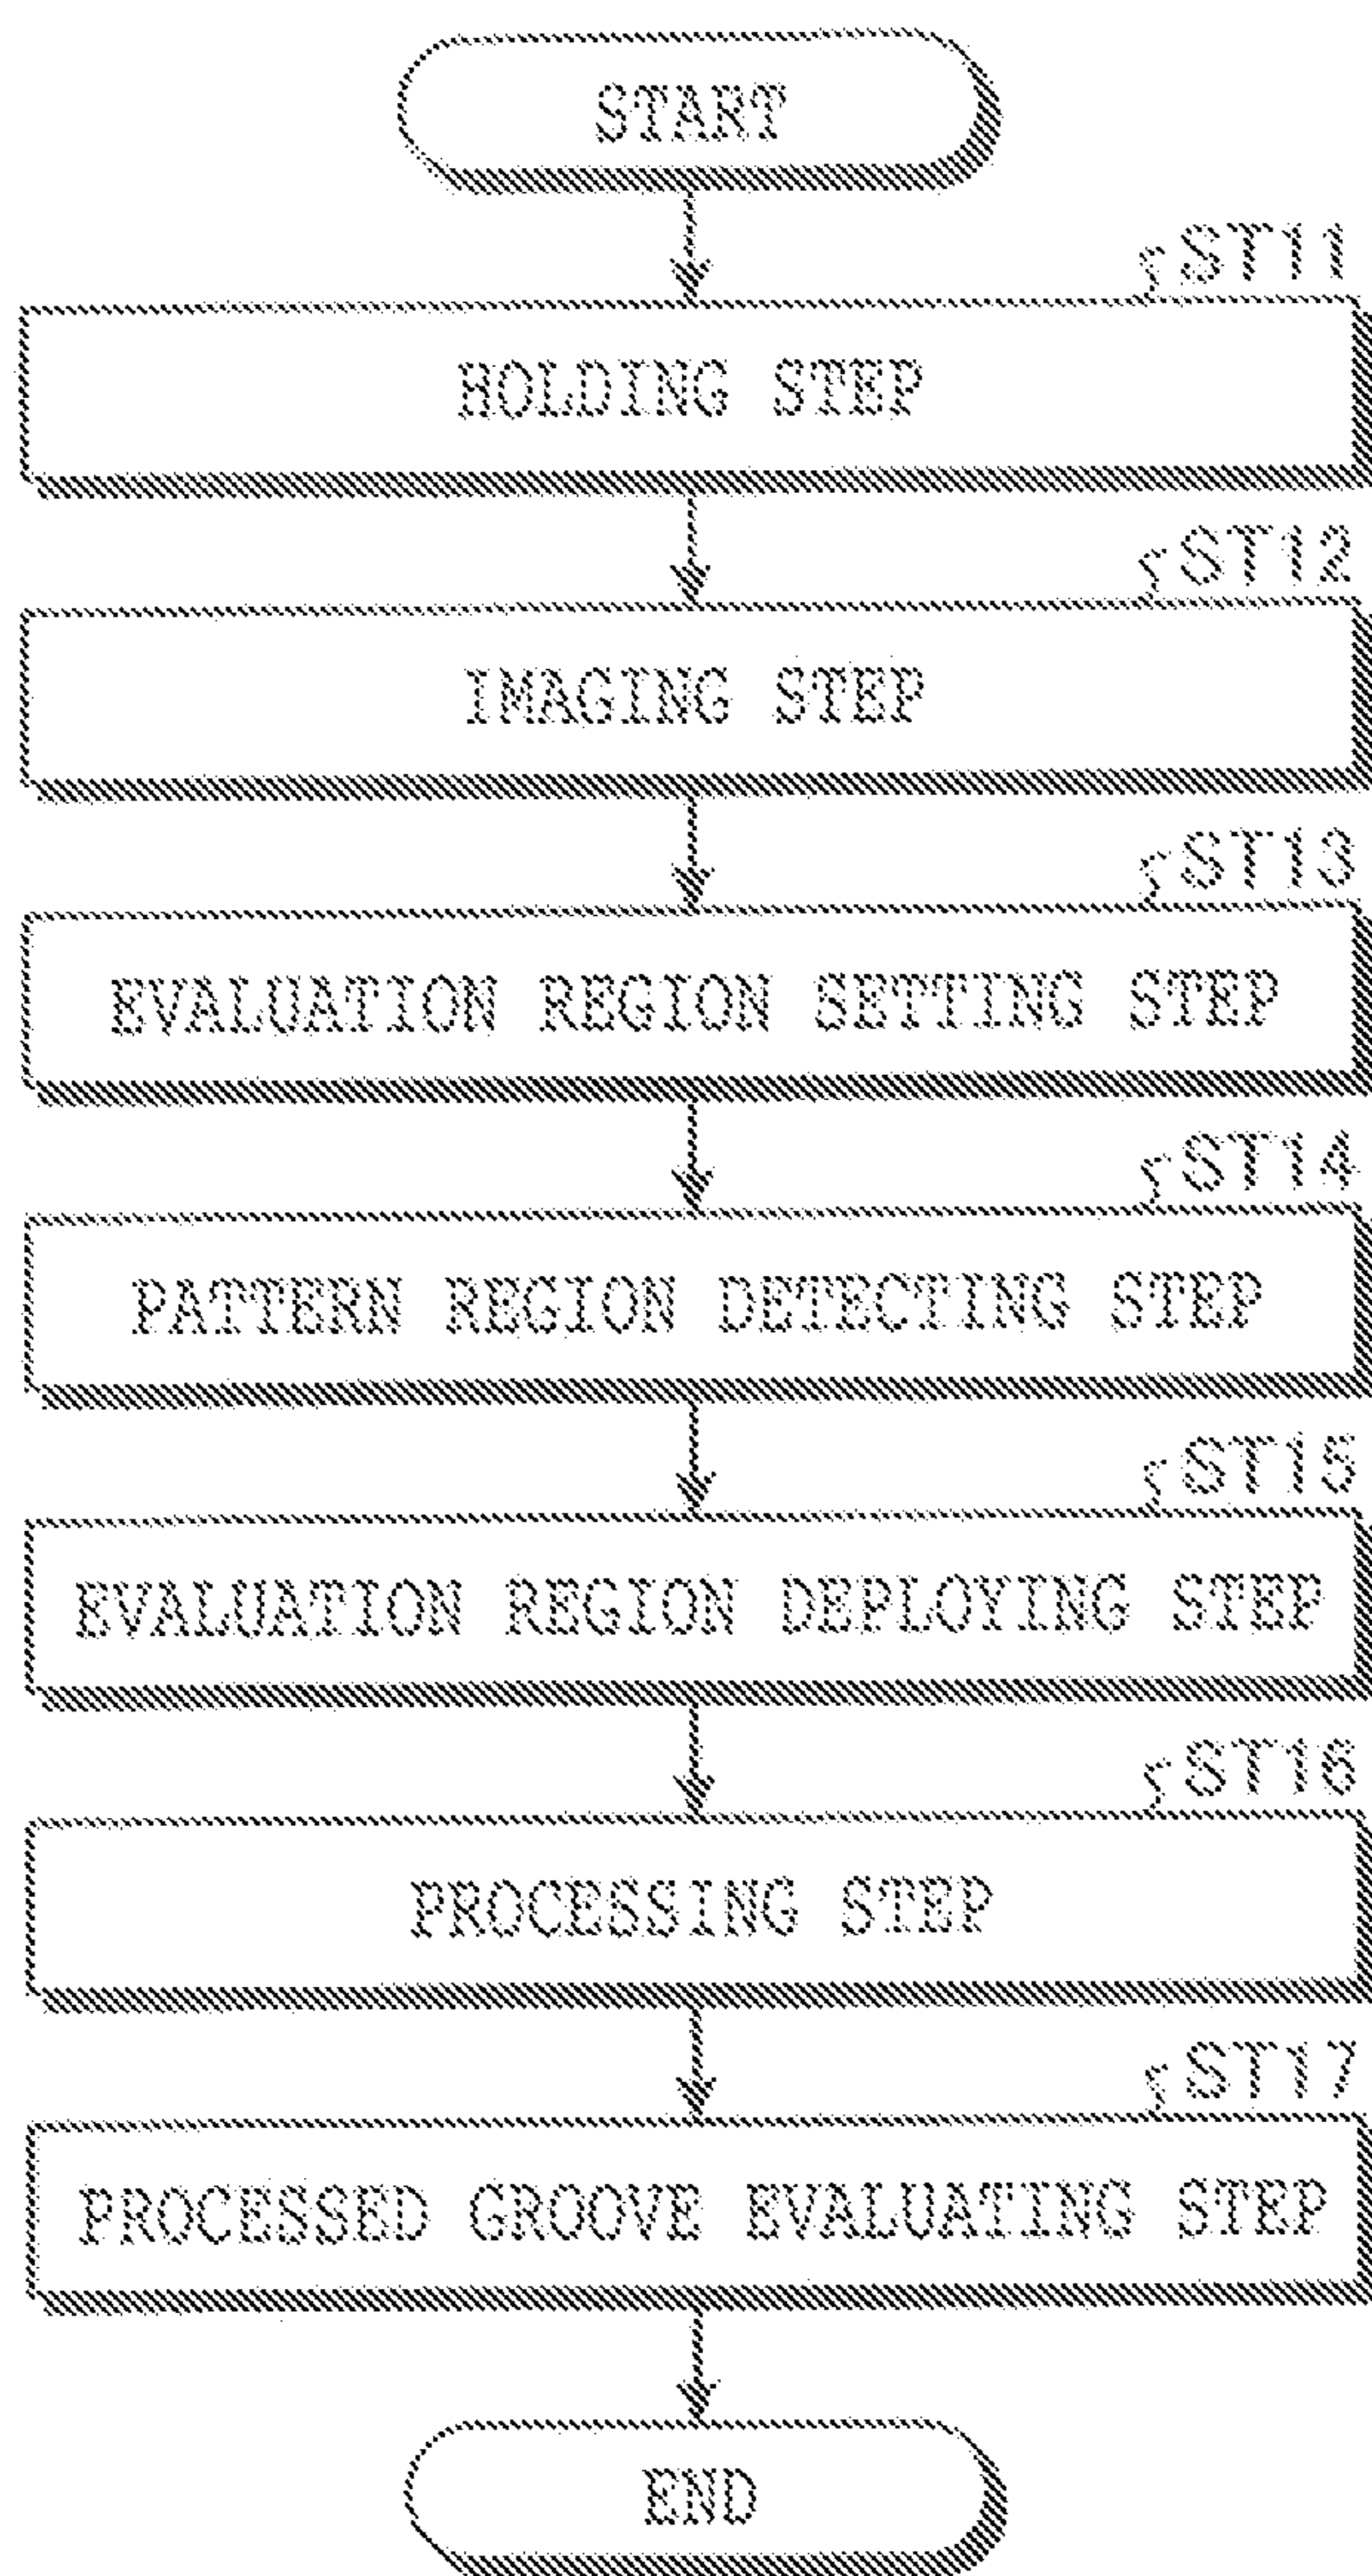 START
ST11
HOLDING STEP
ST12
IMAGING STEP
ST13
EVALUATION REGION SETTING STEP
ST14
PATTERN REGION DETECTING STEP
ST15
EVALUATION REGION DEPLOYING STEP
ST16
PROCESSING STEP
ST17
PROCESSED GROOVE EVALUATING STEP
END